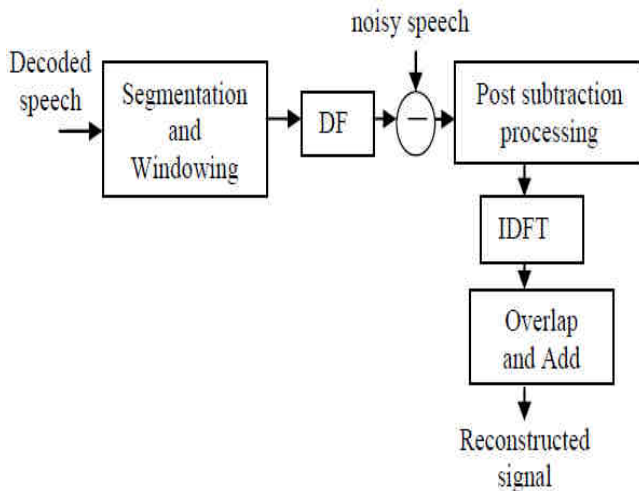 noisy speech
Decoded
speech
Segmentation
and
Windowing
DF
Post subtraction
processing
IDFT
Overlap
and Add
Reconstructed
signal